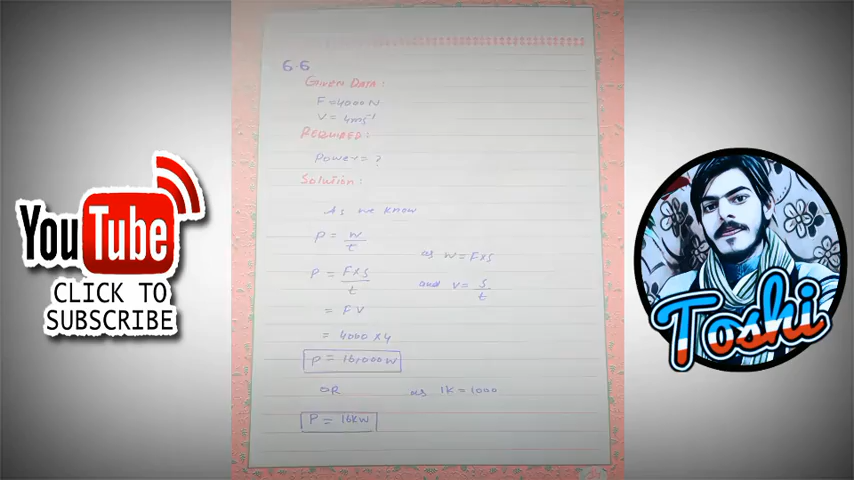 6.6
GIVEN DATA:
F = 4000 N
V = 4ms⁻¹
REQUIRED:
Power = ?
Solution:
As we know
P = W/t
as W = F×S
P = F×S/t
and V = S/t
= FV
= 4000 × 4
P = 16,000 W
OR
as 1K = 1000
P = 16KW
YouTube
CLICK TO
SUBSCRIBE
Toshi